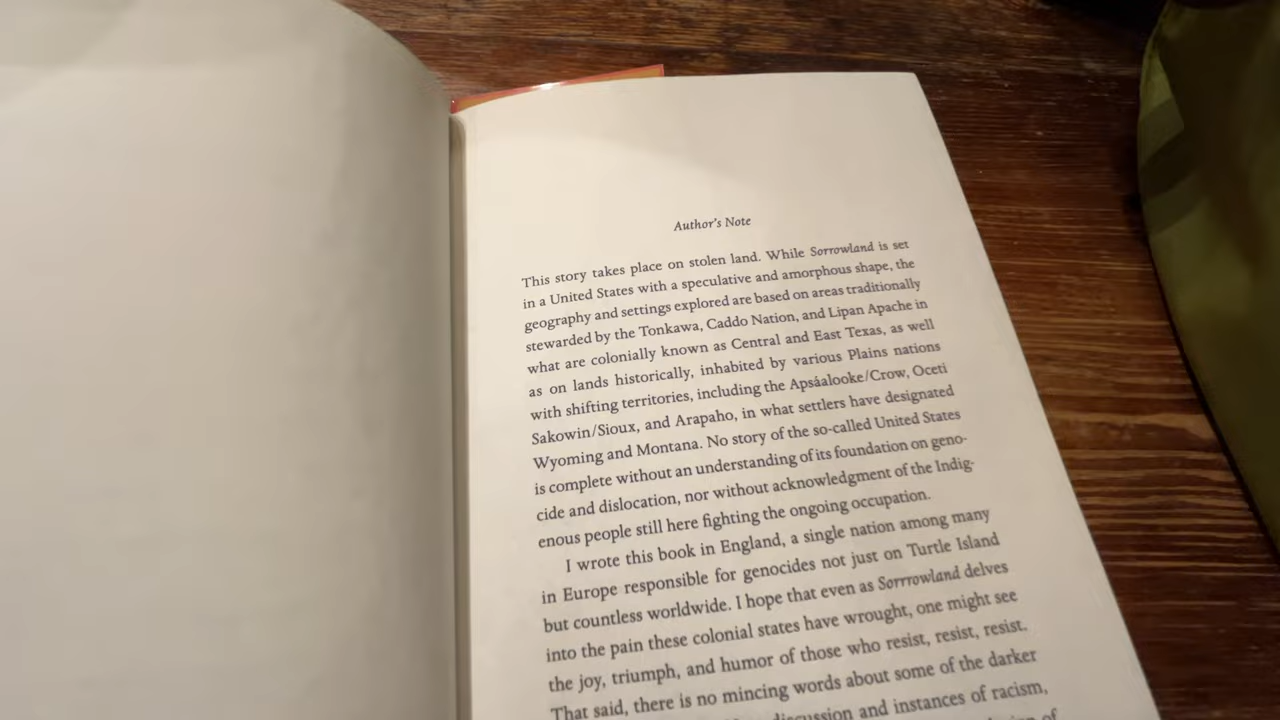 Author's Note
This story takes place on stolen land. While Sorrowland is set
in a United States with a speculative and amorphous shape, the
geography and settings explored are based on areas traditionally
stewarded by the Tonkawa, Caddo Nation, and Lipan Apache in
what are colonially known as Central and East Texas, as well
as on lands historically, inhabited by various Plains nations
with shifting territories, including the Apsáalooke/Crow, Oceti
Sakowin/Sioux, and Arapaho, in what settlers have designated
Wyoming and Montana. No story of the so-called United States
is complete without an understanding of its foundation on geno-
cide and dislocation, nor without acknowledgment of the Indig-
enous people still here fighting the ongoing occupation.
I wrote this book in England, a single nation among many
in Europe responsible for genocides not just on Turtle Island
but countless worldwide. I hope that even as Sorrrowland delves
into the pain these colonial states have wrought, one might see
the joy, triumph, and humor of those who resist, resist, resist.
That said, there is no mincing words about some of the darker
discussion and instances of racism,
of